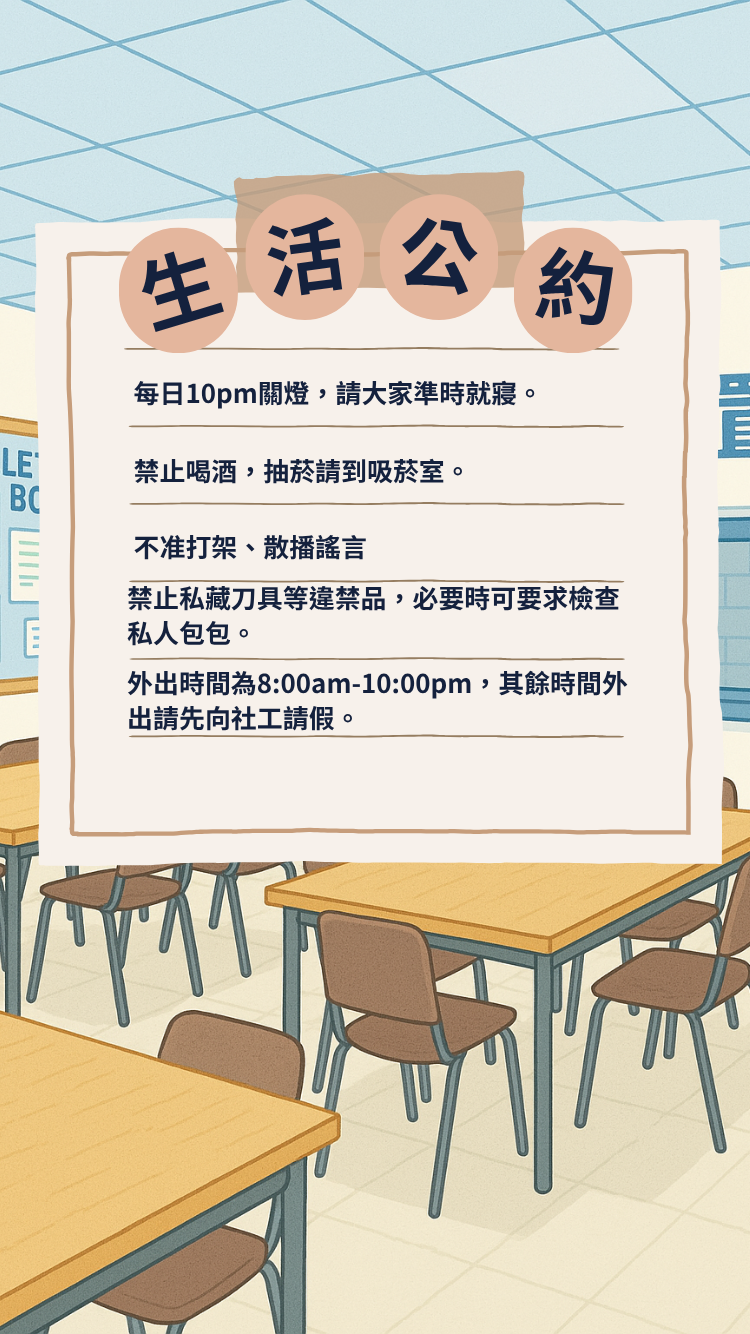 生活公約
每日10pm關燈，請大家準時就寢。
禁止喝酒，抽菸請到吸菸室。
不准打架、散播謠言
禁止私藏刀具等違禁品，必要時可要求檢查
私人包包。
外出時間為8:00am-10:00pm，其餘時間外
出請先向社工請假。